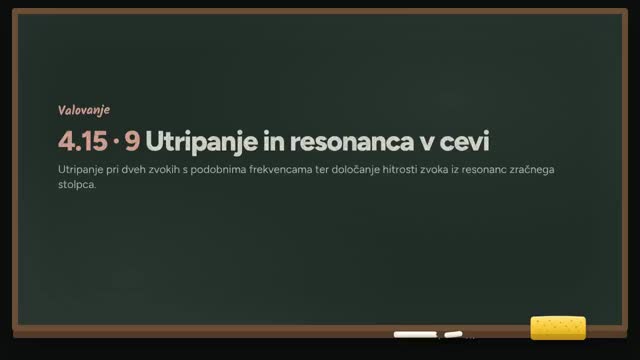 Valovanje
4.15 · 9 Utripanje in resonanca v cevi
Utripanje pri dveh zvokih s podobnima frekvencama ter določanje hitrosti zvoka iz resonanc zračnega
stolpca.